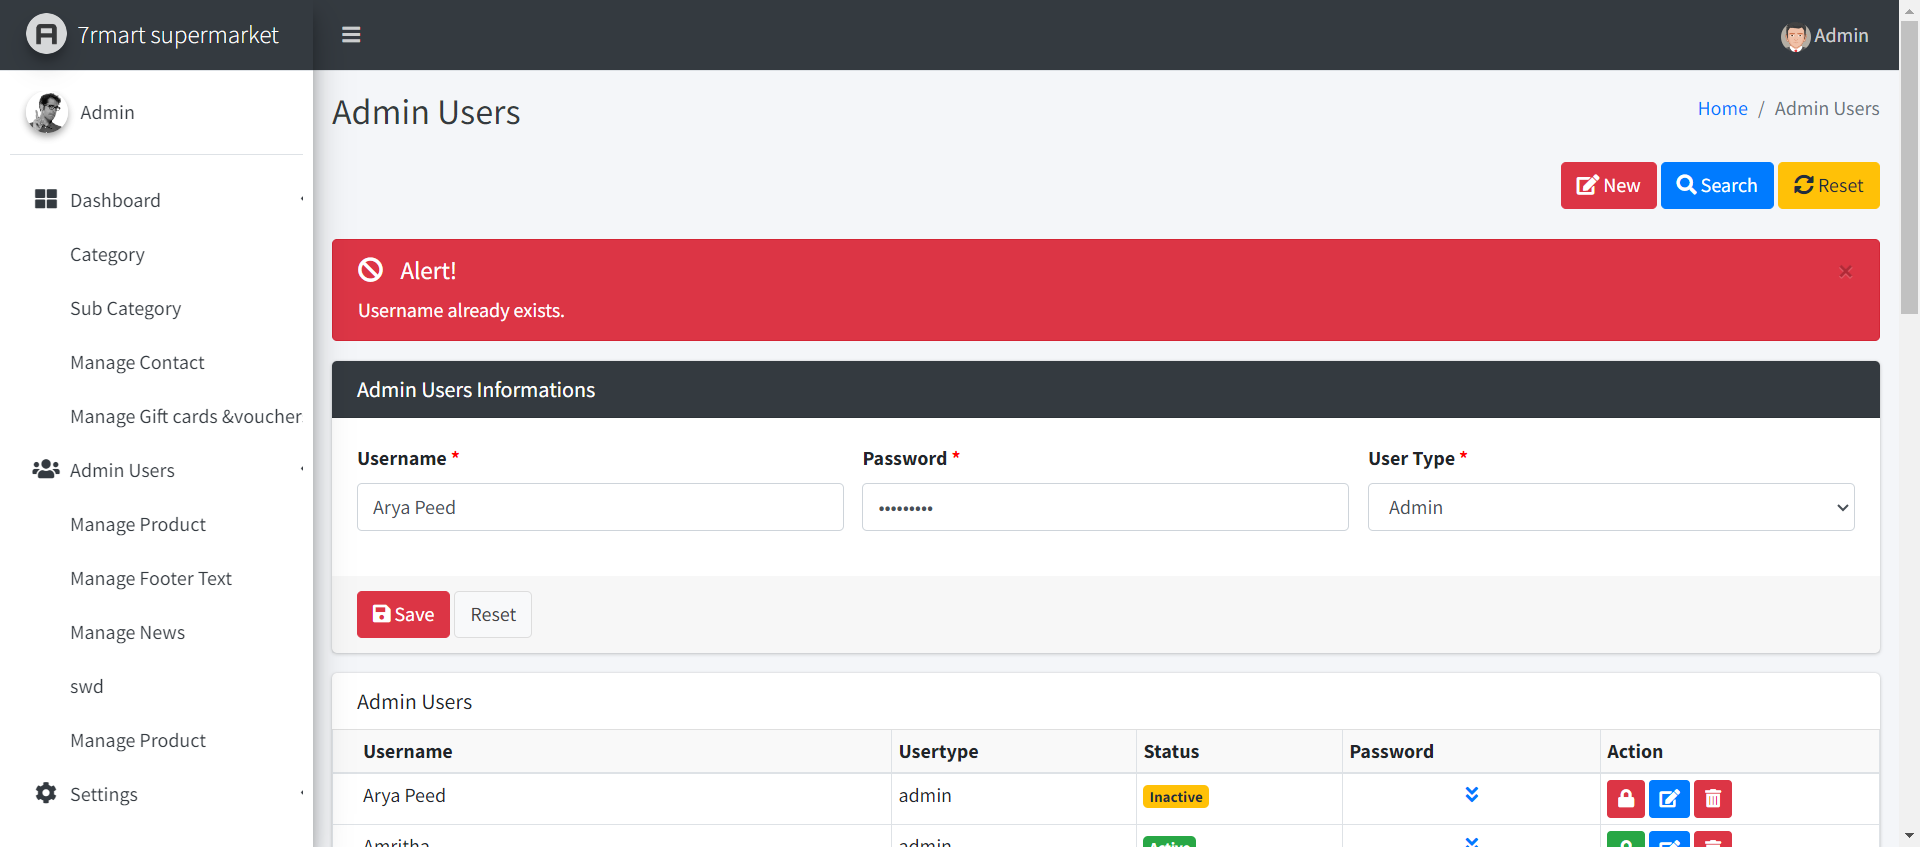 7rmart supermarket
Admin
Admin
Admin Users
Home / Admin Users
New Search Reset
Dashboard
Category
Sub Category
Manage Contact
Manage Gift cards &voucher
Admin Users
Manage Product
Manage Footer Text
Manage News
swd
Manage Product
Settings
Alert!
×
Username already exists.
Admin Users Informations
Username * Password * User Type *
Arya Peed ••••••••• Admin
Save Reset
Admin Users
Username Usertype Status Password Action
Arya Peed admin Inactive
Amritha admin Active